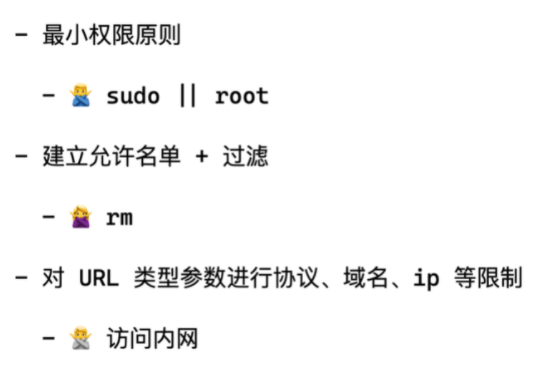 - 最小权限原则
- 🙅‍♂️ sudo || root
- 建立允许名单 + 过滤
- 🙅‍♀️ rm
- 对 URL 类型参数进行协议、域名、ip 等限制
- 🙅 访问内网